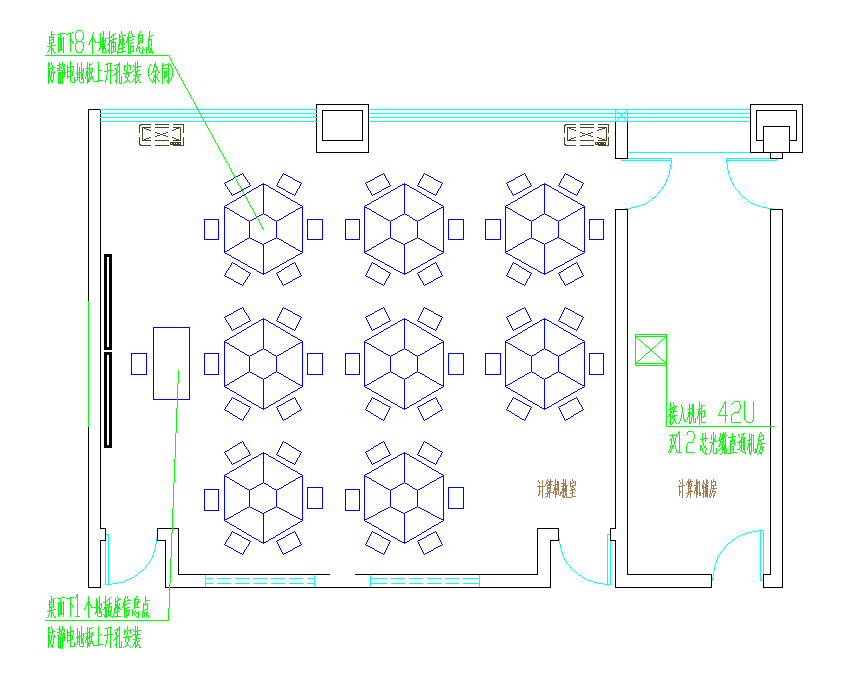 桌面下8个地插座信息点
防静电地板上开孔安装（余同）
接入机柜 42U
双12芯光缆直通机房
计算机教室
计算机辅房
桌面下1个地插座信息点
防静电地板上开孔安装